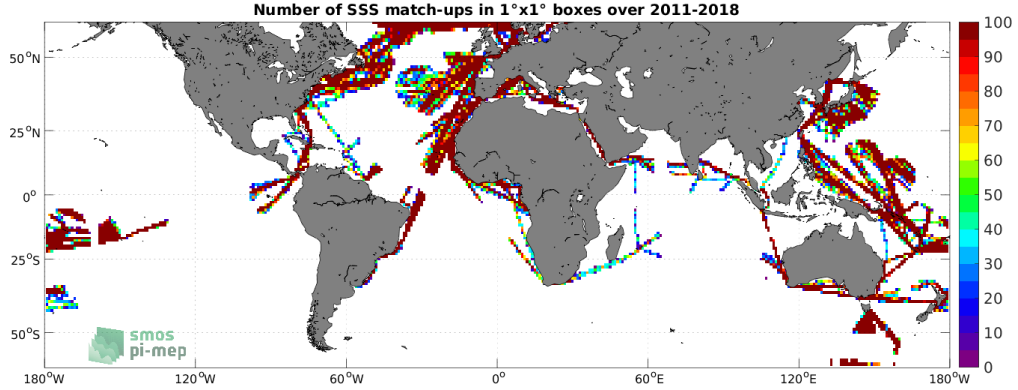 Number of SSS match-ups in 1°x1° boxes over 2011-2018
50°N
25°N
0°
25°S
50°S
180°W
120°W
60°W
0°
60°E
120°E
180°W
100
90
80
70
60
50
40
30
20
10
0
smos
pi-mep